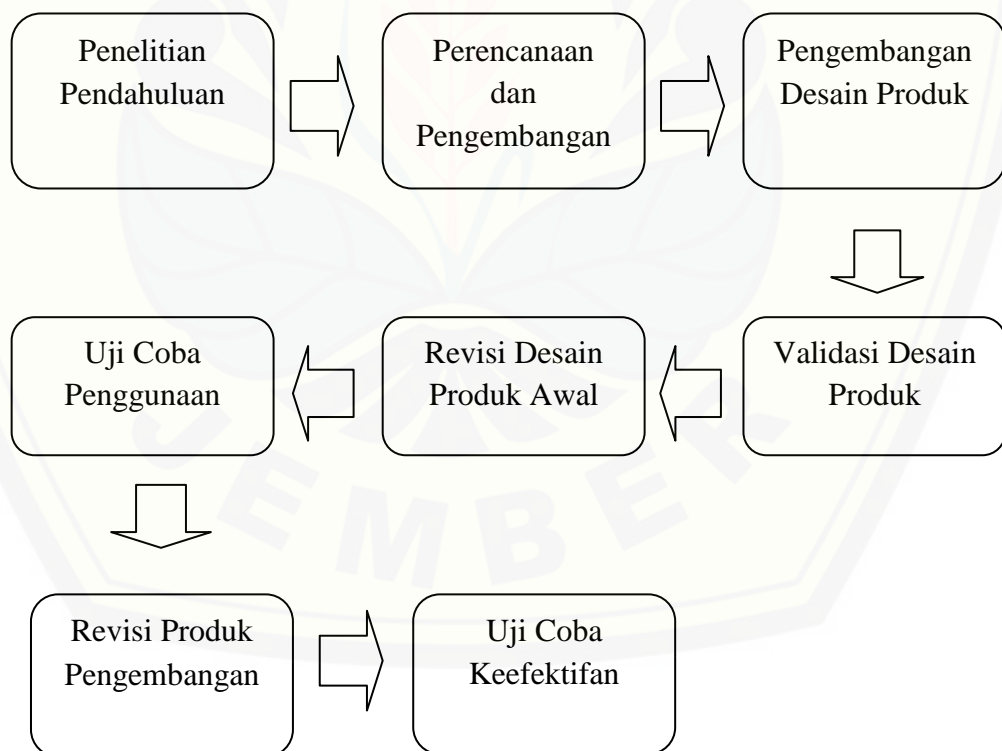 Penelitian
Pendahuluan
Perencanaan
dan
Pengembangan
Pengembangan
Desain Produk
Validasi Desain
Produk
Revisi Desain
Produk Awal
Uji Coba
Penggunaan
Revisi Produk
Pengembangan
Uji Coba
Keefektifan
JEMBER